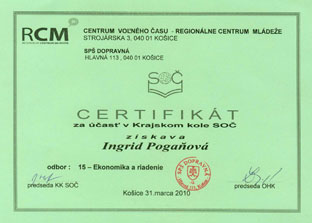 RCM
CENTRUM VOĽNÉHO ČASU - REGIONÁLNE CENTRUM MLÁDEŽE
STROJÁRSKA 3, 040 01 KOŠICE
SPŠ DOPRAVNÁ
HLAVNÁ 113 , 040 01 KOŠICE
SOČ
CERTIFIKÁT
za účasť v Krajskom kole SOČ
získava
Ingrid Pogaňová
odbor : 15 – Ekonomika a riadenie
SPŠ DOPRAVNÁ
predseda KK SOČ
predseda OHK
Košice 31.marca 2010